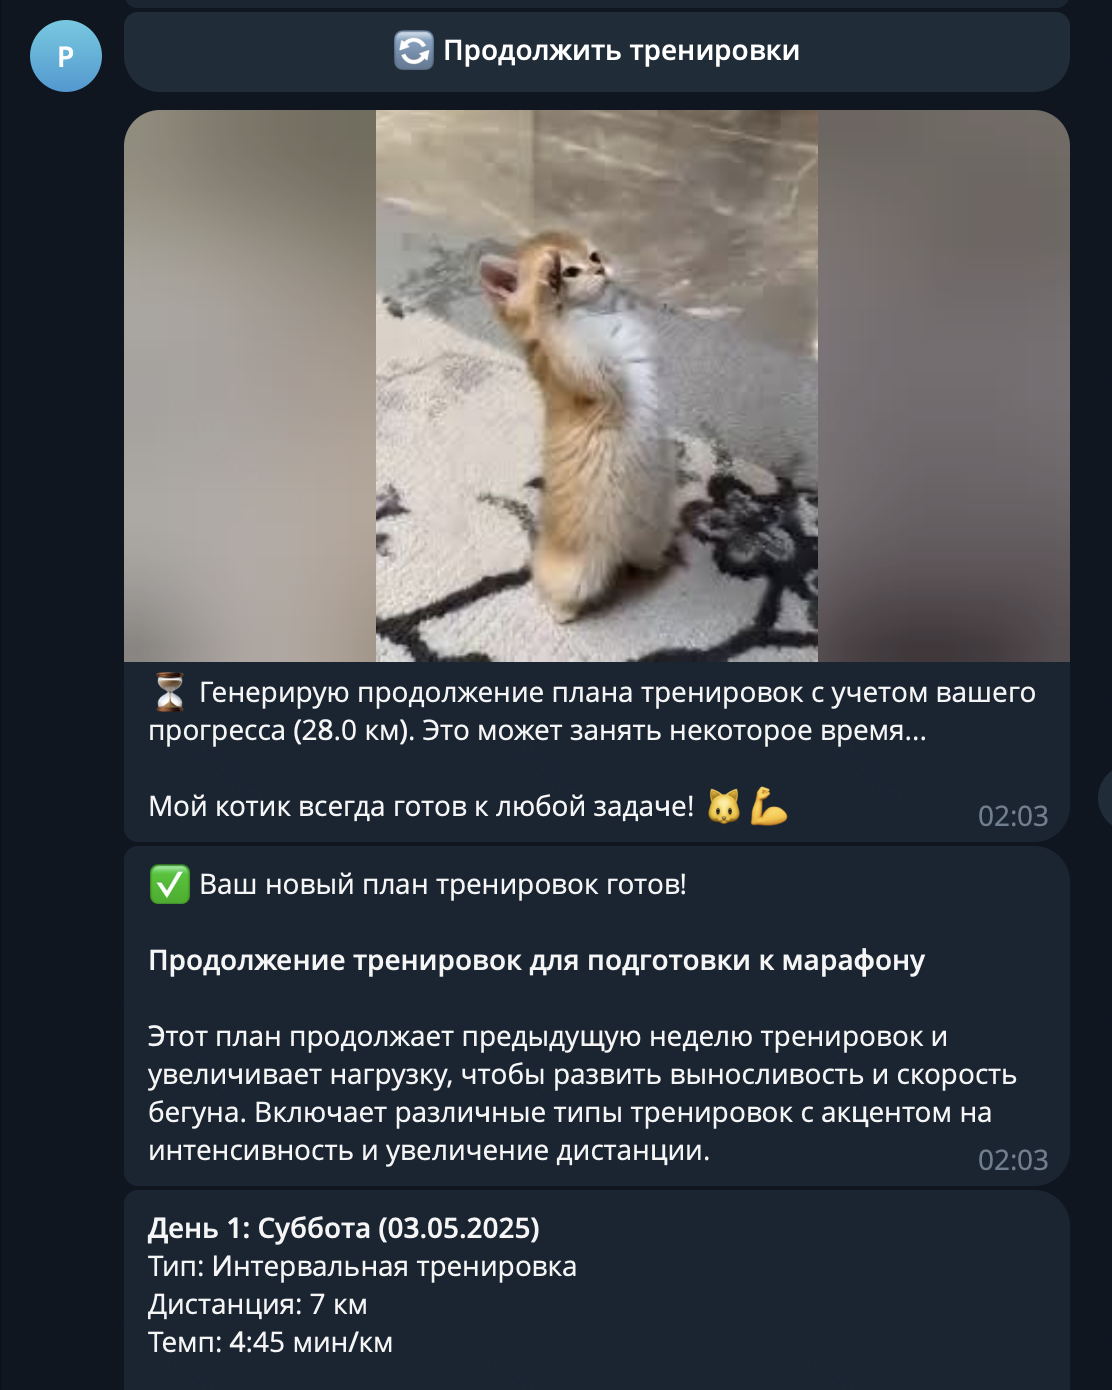 P
🔄 Продолжить тренировки
⏳ Генерирую продолжение плана тренировок с учетом вашего
прогресса (28.0 км). Это может занять некоторое время...
Мой котик всегда готов к любой задаче! 🐱💪
02:03
✅ Ваш новый план тренировок готов!
Продолжение тренировок для подготовки к марафону
Этот план продолжает предыдущую неделю тренировок и
увеличивает нагрузку, чтобы развить выносливость и скорость
бегуна. Включает различные типы тренировок с акцентом на
интенсивность и увеличение дистанции.
02:03
День 1: Суббота (03.05.2025)
Тип: Интервальная тренировка
Дистанция: 7 км
Темп: 4:45 мин/км